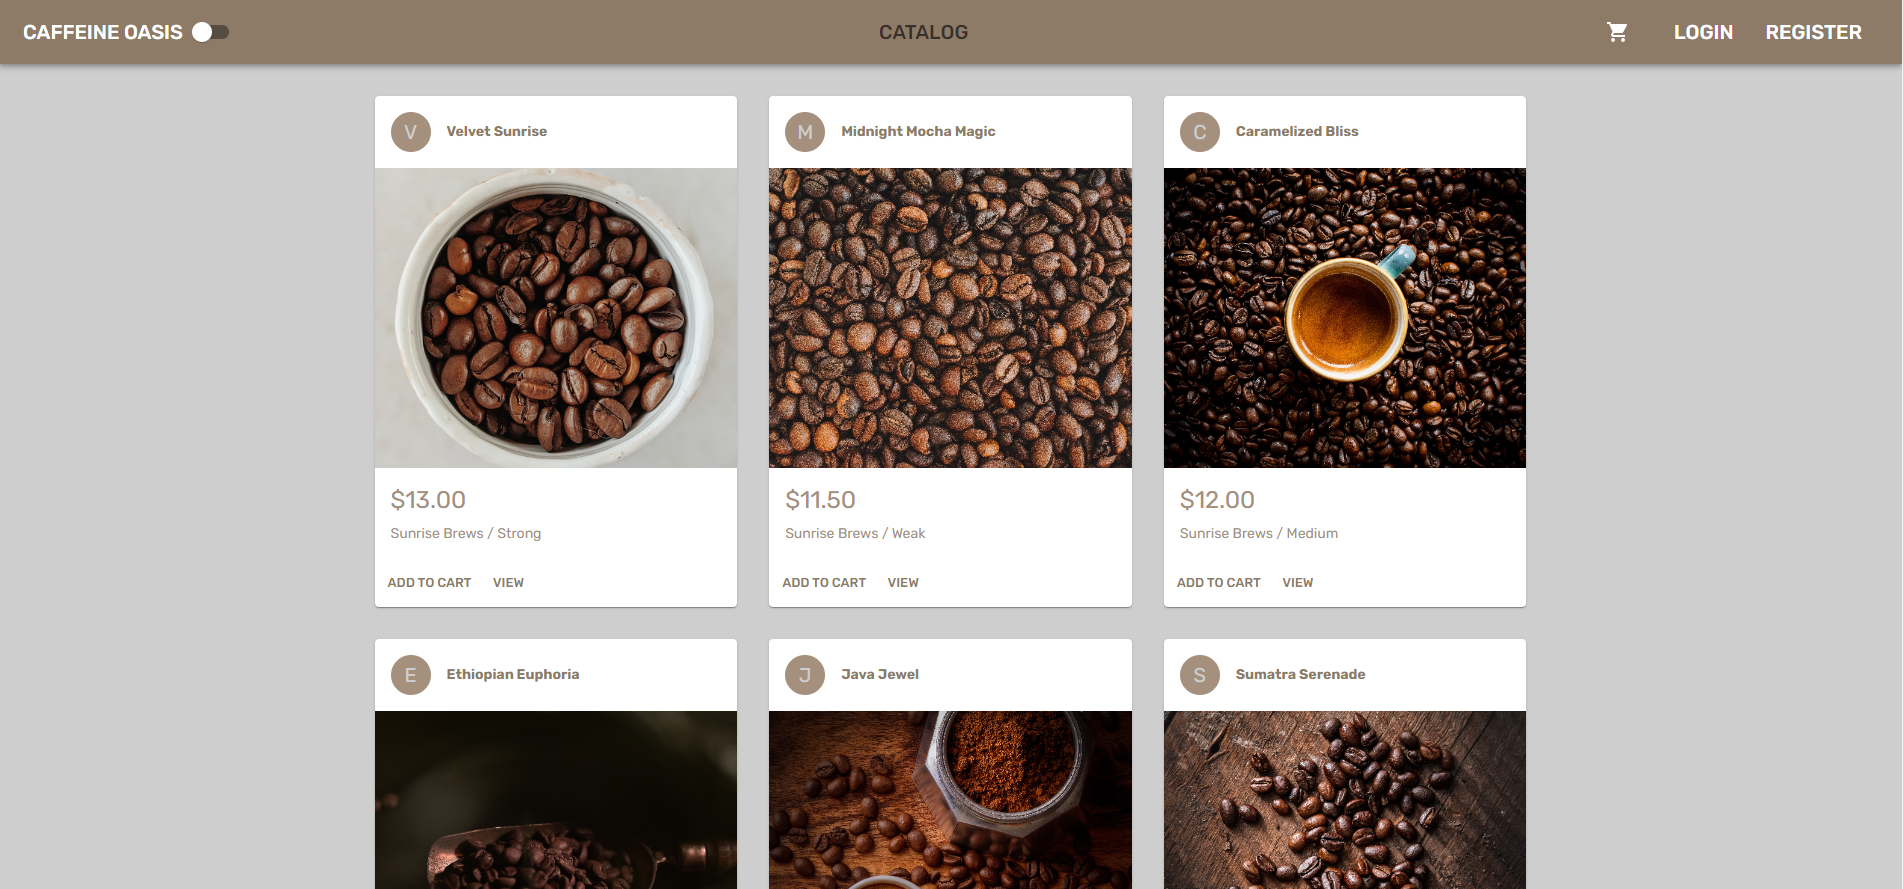 CAFFEINE OASIS
CATALOG
LOGIN
REGISTER
V
Velvet Sunrise
M
Midnight Mocha Magic
C
Caramelized Bliss
$13.00
Sunrise Brews / Strong
ADD TO CART
VIEW
$11.50
Sunrise Brews / Weak
ADD TO CART
VIEW
$12.00
Sunrise Brews / Medium
ADD TO CART
VIEW
E
Ethiopian Euphoria
J
Java Jewel
S
Sumatra Serenade